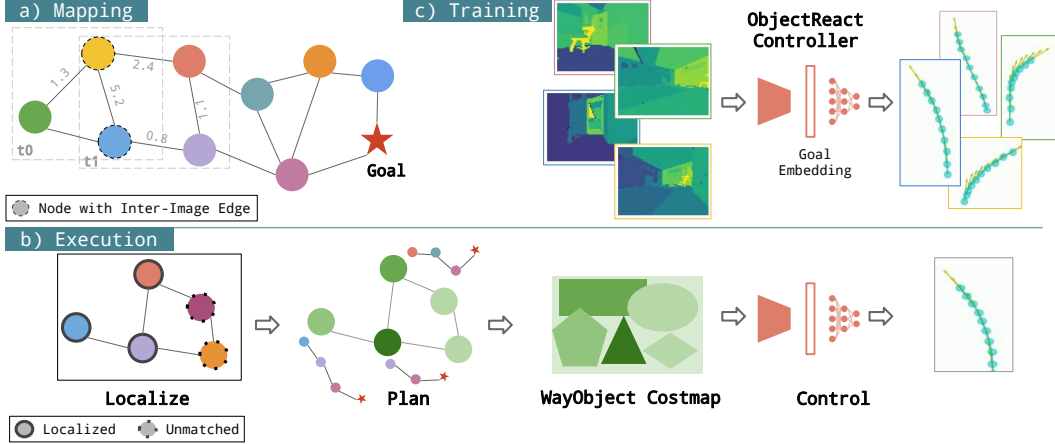 a) Mapping
1.3
2.4
5.2
1.1
0.8
t0
t1
Goal
Node with Inter-Image Edge
c) Training
ObjectReact
Controller
Goal
Embedding
b) Execution
Localize
Plan
WayObject Costmap
Control
Localized
Unmatched